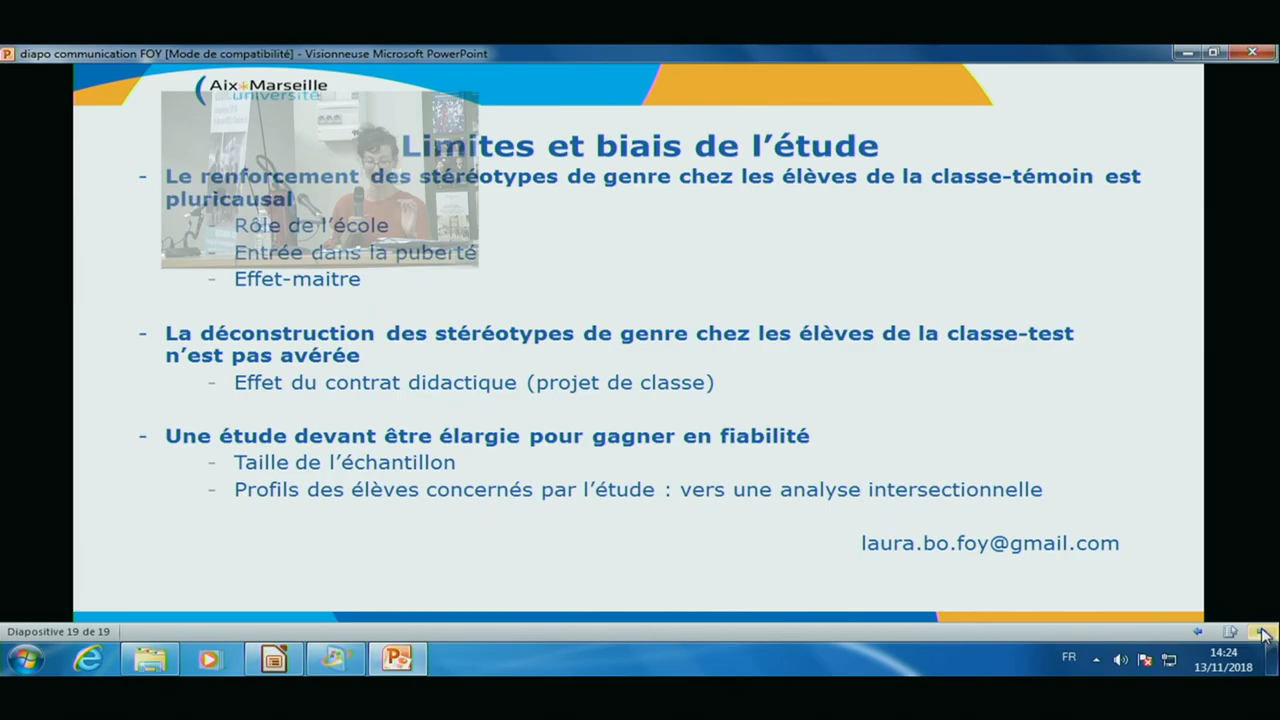 diapo communication FOY [Mode de compatibilité] - Visionneuse Microsoft PowerPoint
Aix Marseille
université
Limites et biais de l'étude
- Le renforcement des stéréotypes de genre chez les élèves de la classe-témoin est
pluricausal
- Rôle de l'école
- Entrée dans la puberté
- Effet-maitre
- La déconstruction des stéréotypes de genre chez les élèves de la classe-test
n'est pas avérée
- Effet du contrat didactique (projet de classe)
- Une étude devant être élargie pour gagner en fiabilité
- Taille de l'échantillon
- Profils des élèves concernés par l'étude : vers une analyse intersectionnelle
laura.bo.foy@gmail.com
Diapositive 19 de 19
FR
14:24
13/11/2018